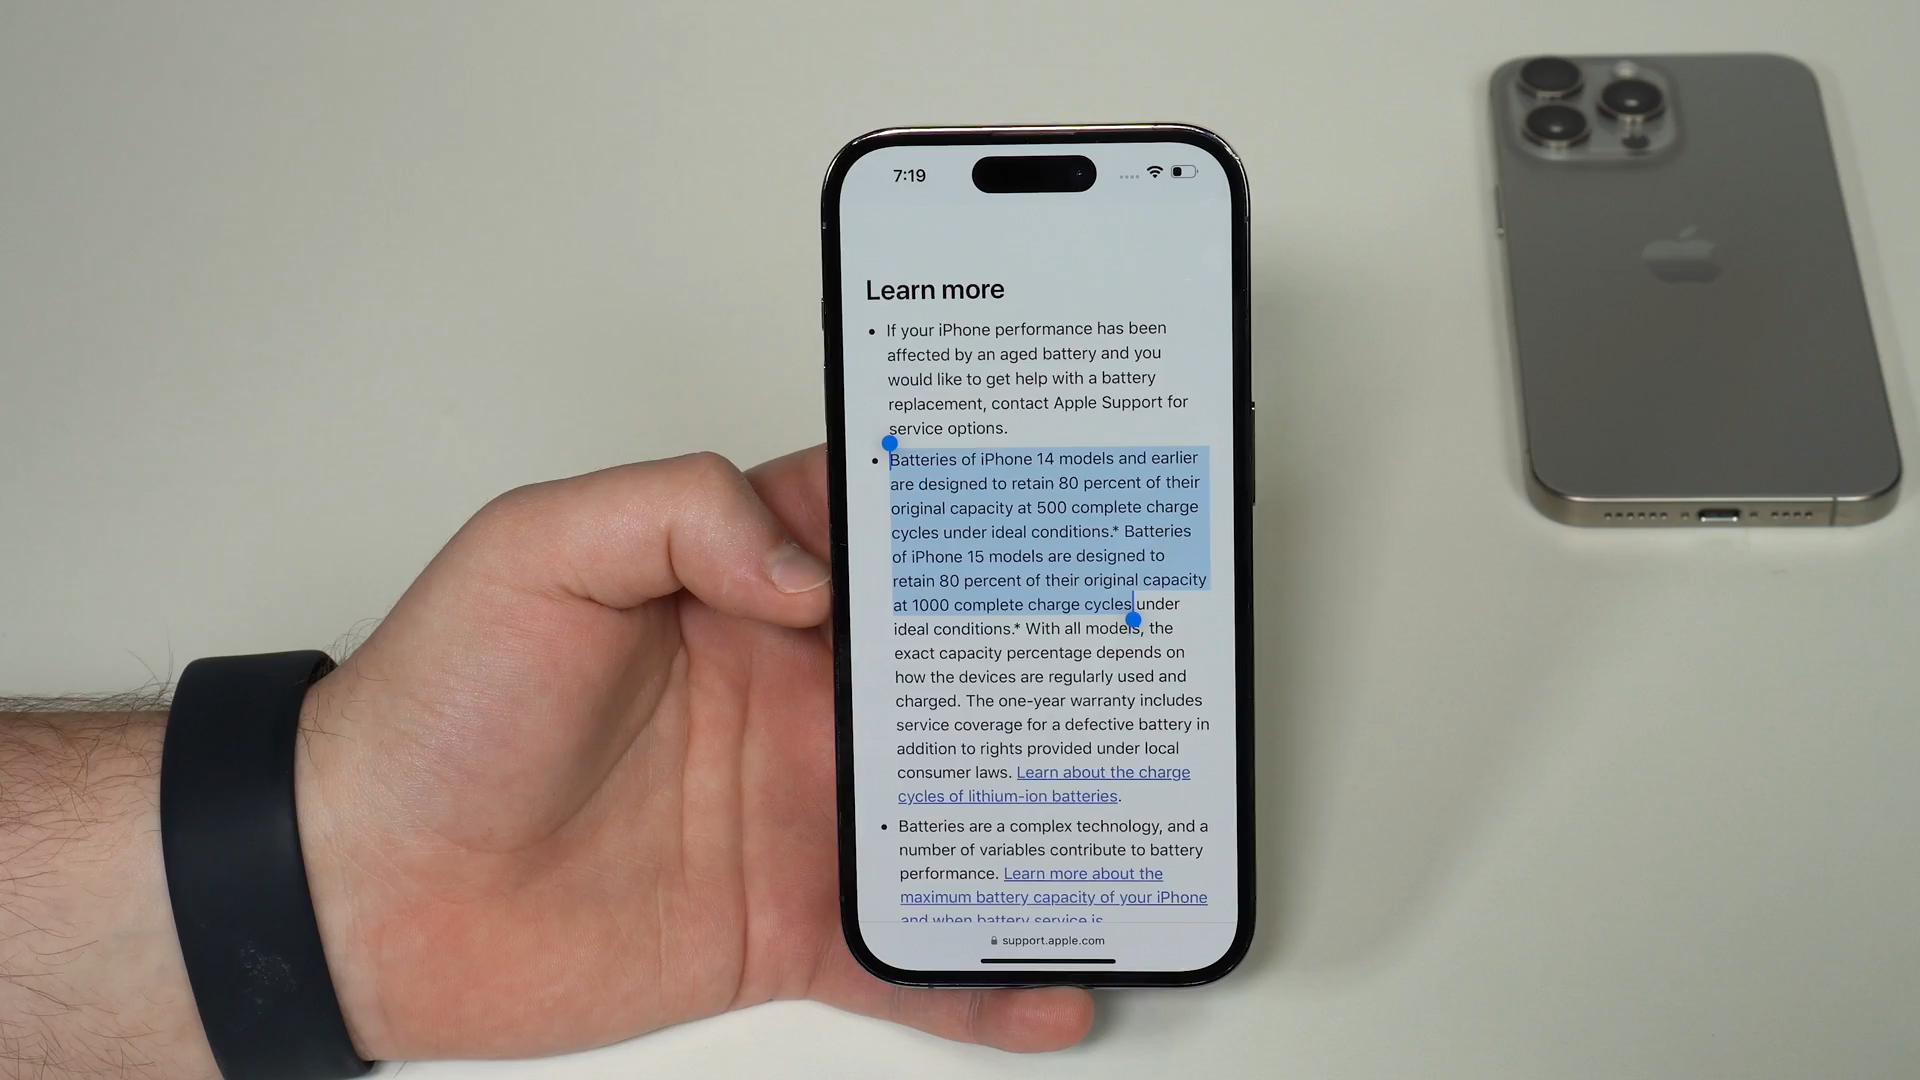 7:19
Learn more
• If your iPhone performance has been
affected by an aged battery and you
would like to get help with a battery
replacement, contact Apple Support for
service options.
• Batteries of iPhone 14 models and earlier
are designed to retain 80 percent of their
original capacity at 500 complete charge
cycles under ideal conditions.* Batteries
of iPhone 15 models are designed to
retain 80 percent of their original capacity
at 1000 complete charge cycles under
ideal conditions.* With all models, the
exact capacity percentage depends on
how the devices are regularly used and
charged. The one-year warranty includes
service coverage for a defective battery in
addition to rights provided under local
consumer laws. Learn about the charge
cycles of lithium-ion batteries.
• Batteries are a complex technology, and a
number of variables contribute to battery
performance. Learn more about the
maximum battery capacity of your iPhone
and when battery service is
support.apple.com